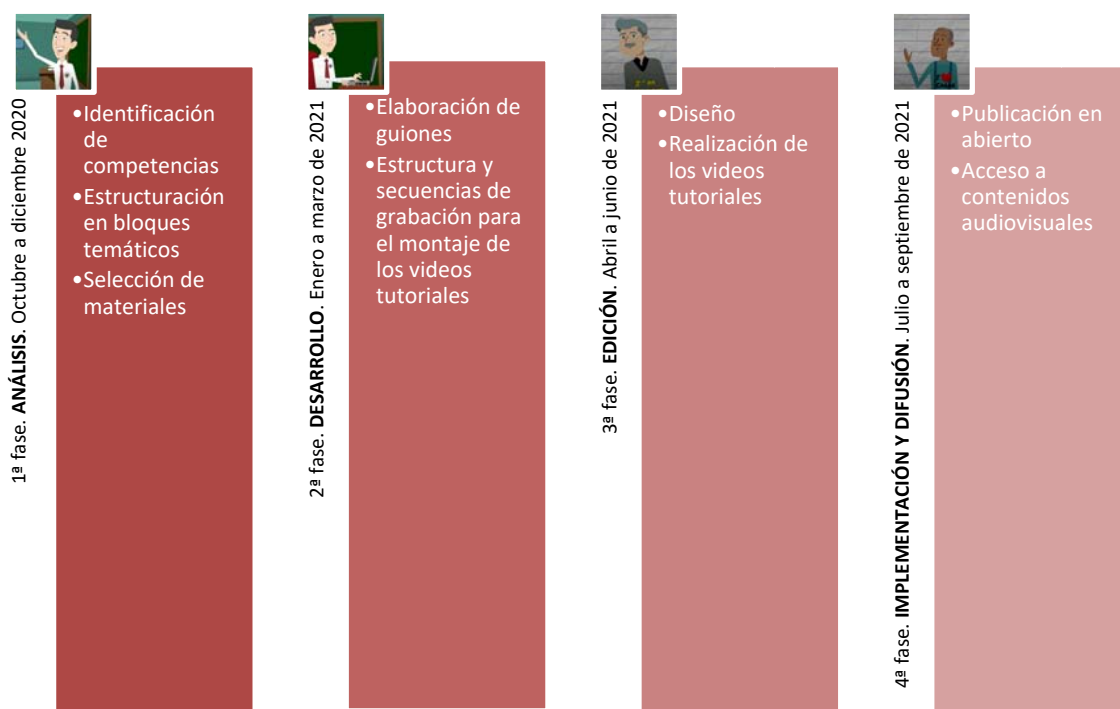 1ª fase. ANÁLISIS. Octubre a diciembre 2020
•Identificación
de
competencias
•Estructuración
en bloques
temáticos
•Selección de
materiales
2ª fase. DESARROLLO. Enero a marzo de 2021
•Elaboración de
guiones
•Estructura y
secuencias de
grabación para
el montaje de
los videos
tutoriales
3ª fase. EDICIÓN. Abril a junio de 2021
•Diseño
•Realización de
los videos
tutoriales
4ª fase. IMPLEMENTACIÓN Y DIFUSIÓN. Julio a septiembre de 2021
•Publicación en
abierto
•Acceso a
contenidos
audiovisuales